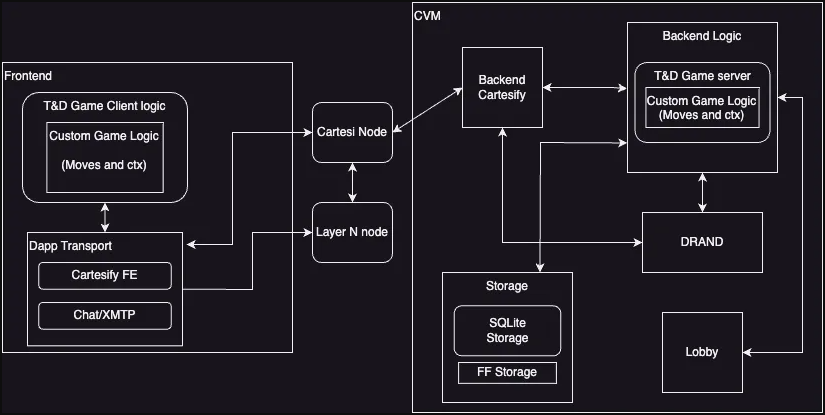 CVM
Frontend
T&D Game Client logic
Custom Game Logic
(Moves and ctx)
Dapp Transport
Cartesify FE
Chat/XMTP
Cartesi Node
Layer N node
Backend
Cartesify
Backend Logic
T&D Game server
Custom Game Logic
(Moves and ctx)
DRAND
Storage
SQLite
Storage
FF Storage
Lobby